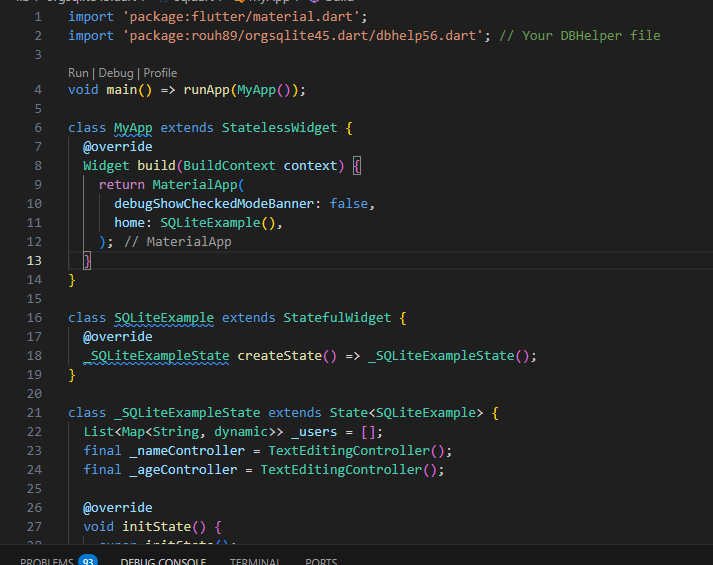 1 import 'package:flutter/material.dart';
2 import 'package:rouh89/orgsqlite45.dart/dbhelp56.dart'; // Your DBHelper file
3
Run | Debug | Profile
4 void main() => runApp(MyApp());
5
6 class MyApp extends StatelessWidget {
7   @override
8   Widget build(BuildContext context) {
9     return MaterialApp(
10       debugShowCheckedModeBanner: false,
11       home: SQLiteExample(),
12     ); // MaterialApp
13   }
14 }
15
16 class SQLiteExample extends StatefulWidget {
17   @override
18   _SQLiteExampleState createState() => _SQLiteExampleState();
19 }
20
21 class _SQLiteExampleState extends State<SQLiteExample> {
22   List<Map<String, dynamic>> _users = [];
23   final _nameController = TextEditingController();
24   final _ageController = TextEditingController();
25
26   @override
27   void initState() {
28     super.initState();
PROBLEMS 93 DEBUG CONSOLE TERMINAL PORTS